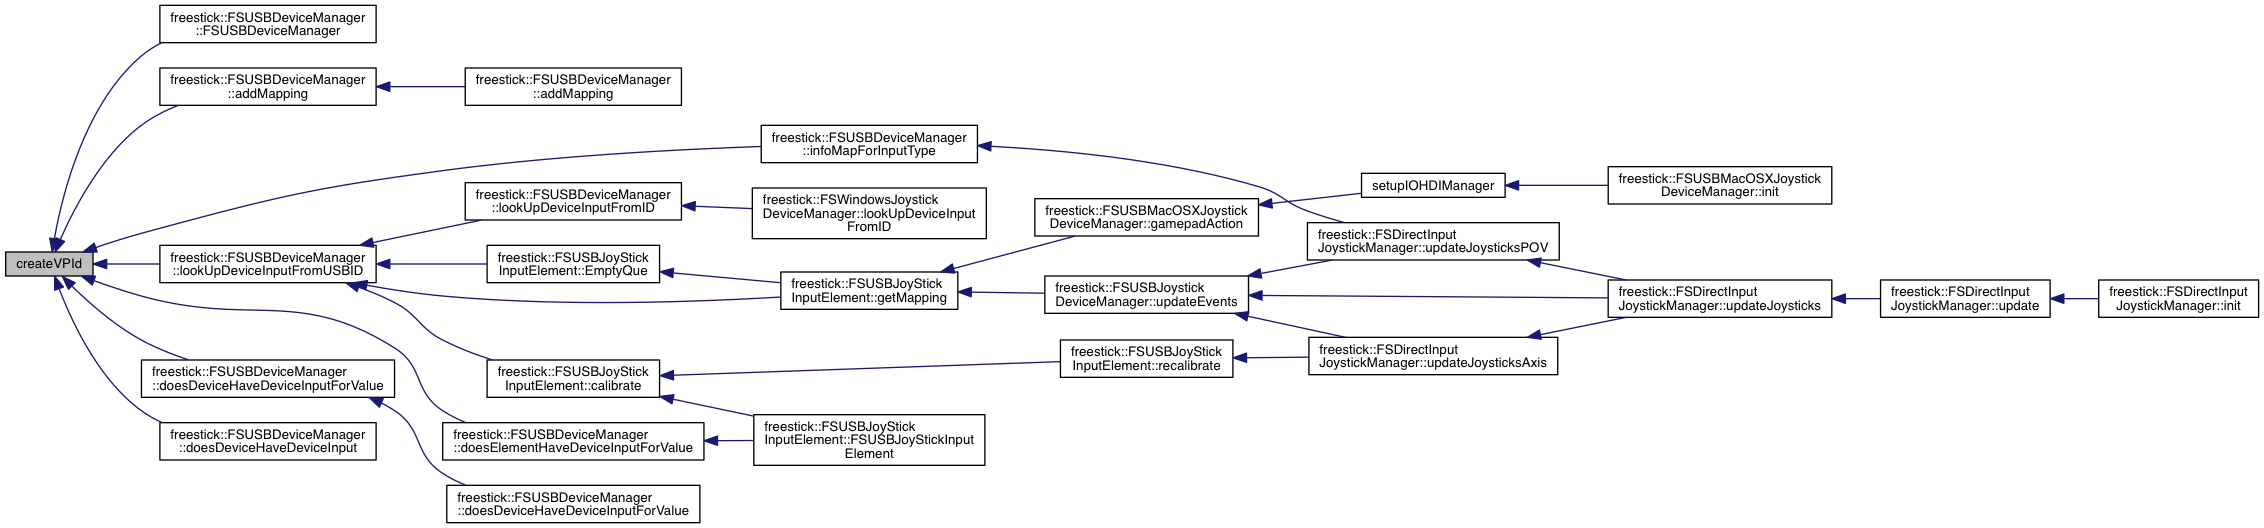 freestick::FSUSBDeviceManager
::FSUSBDeviceManager
freestick::FSUSBDeviceManager
::addMapping
freestick::FSUSBDeviceManager
::addMapping
freestick::FSUSBDeviceManager
::infoMapForInputType
freestick::FSUSBDeviceManager
::lookUpDeviceInputFromID
freestick::FSWindowsJoystick
DeviceManager::lookUpDeviceInput
FromID
setupIOHDIManager
freestick::FSUSBMacOSXJoystick
DeviceManager::init
freestick::FSUSBMacOSXJoystick
DeviceManager::gamepadAction
freestick::FSDirectInput
JoystickManager::updateJoysticksPOV
createVPId
freestick::FSUSBDeviceManager
::lookUpDeviceInputFromUSBID
freestick::FSUSBJoyStick
InputElement::EmptyQue
freestick::FSUSBJoyStick
InputElement::getMapping
freestick::FSUSBJoystick
DeviceManager::updateEvents
freestick::FSDirectInput
JoystickManager::updateJoysticks
freestick::FSDirectInput
JoystickManager::update
freestick::FSDirectInput
JoystickManager::init
freestick::FSUSBJoyStick
InputElement::recalibrate
freestick::FSDirectInput
JoystickManager::updateJoysticksAxis
freestick::FSUSBDeviceManager
::doesDeviceHaveDeviceInputForValue
freestick::FSUSBJoyStick
InputElement::calibrate
freestick::FSUSBDeviceManager
::doesDeviceHaveDeviceInput
freestick::FSUSBDeviceManager
::doesElementHaveDeviceInputForValue
freestick::FSUSBJoyStick
InputElement::FSUSBJoyStickInput
Element
freestick::FSUSBDeviceManager
::doesDeviceHaveDeviceInputForValue